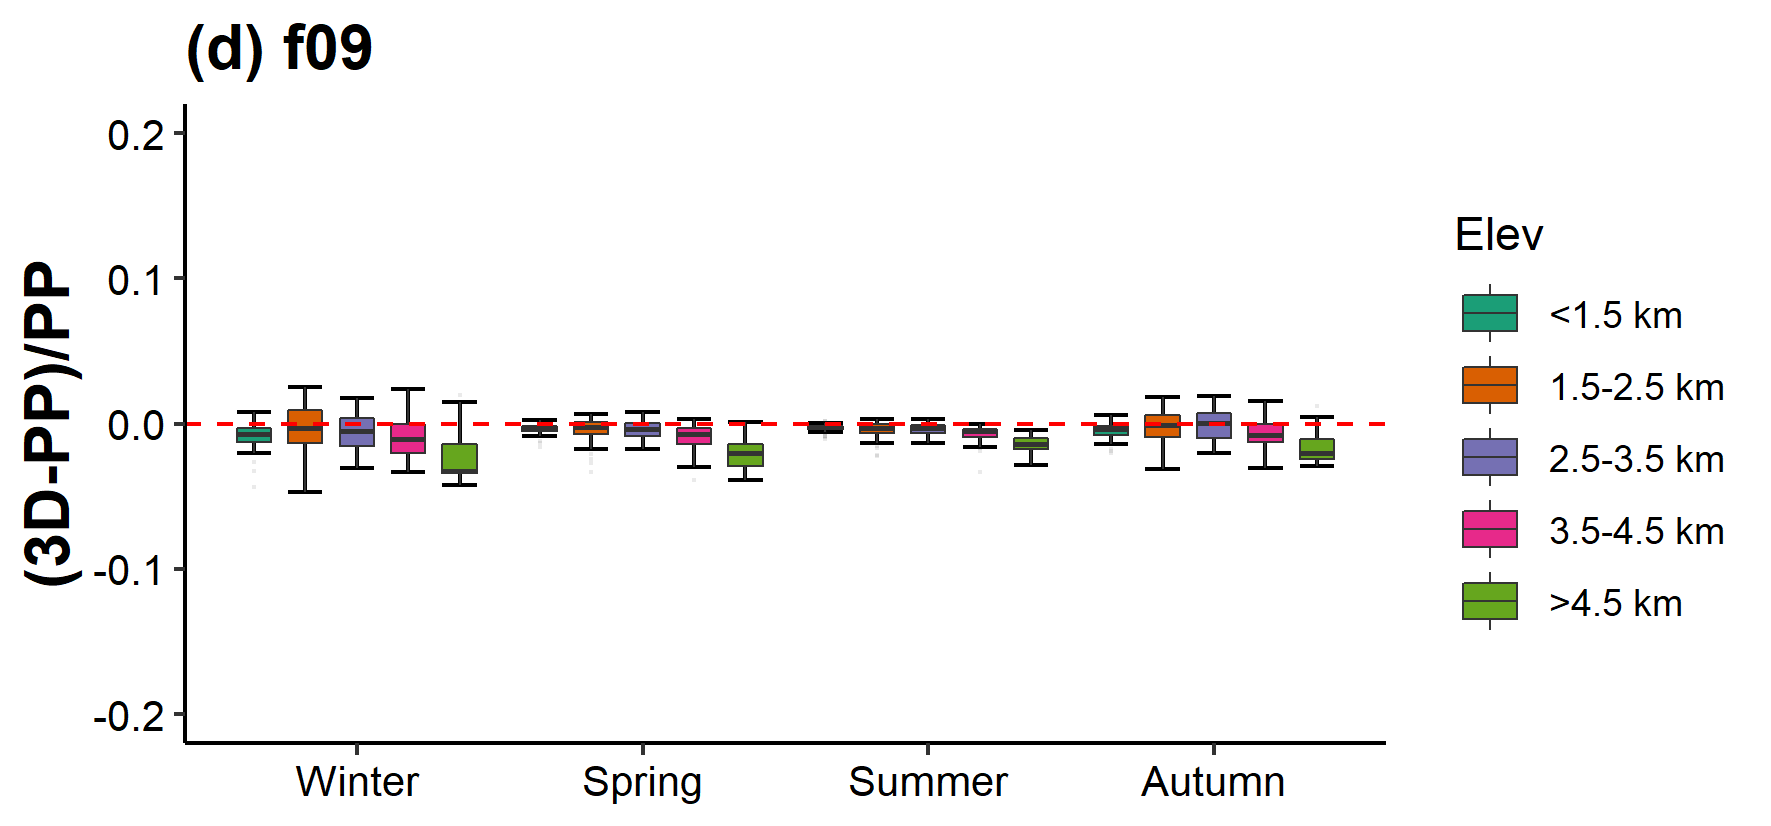 (d) f09
(3D-PP)/PP
0.2
0.1
0.0
-0.1
-0.2
Winter Spring Summer Autumn
Elev
<1.5 km
1.5-2.5 km
2.5-3.5 km
3.5-4.5 km
>4.5 km